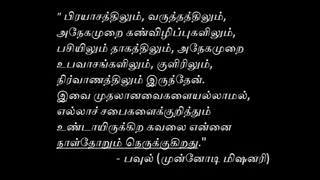 " பிரயாசத்திலும், வருத்தத்திலும்,
அநேகமுறை கண்விழிப்புகளிலும்,
பசியிலும் தாகத்திலும், அநேகமுறை
உபவாசங்களிலும், குளிரிலும்,
நிர்வாணத்திலும் இருந்தேன்.
இவை முதலானவைகளையல்லாமல்,
எல்லாச் சபைகளைக்குறித்தும்
உண்டாயிருக்கிற கவலை என்னை
நாள்தோறும் நெருக்குகிறது."
- பவுல் (முன்னோடி மிஷனரி)